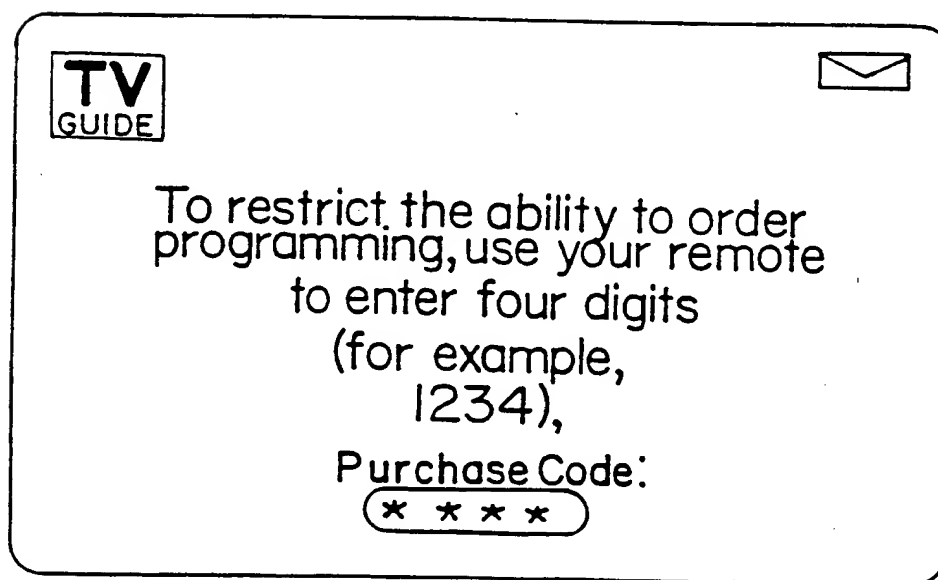 TV
GUIDE
To restrict the ability to order
programming, use your remote
to enter four digits
(for example,
1234),
Purchase Code:
* * * *